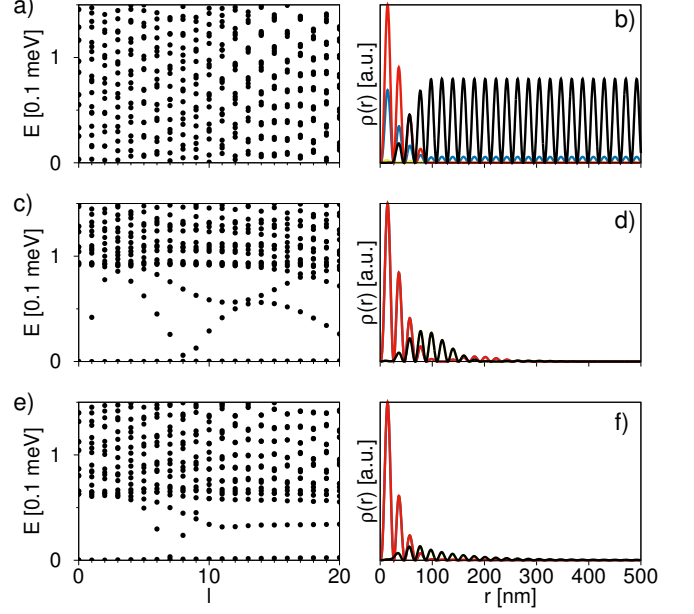 a)
E [0.1 meV]
1
0
b)
ρ(r) [a.u.]
c)
E [0.1 meV]
1
0
d)
ρ(r) [a.u.]
e)
E [0.1 meV]
1
0
0 10 20
l
f)
ρ(r) [a.u.]
0 100 200 300 400 500
r [nm]